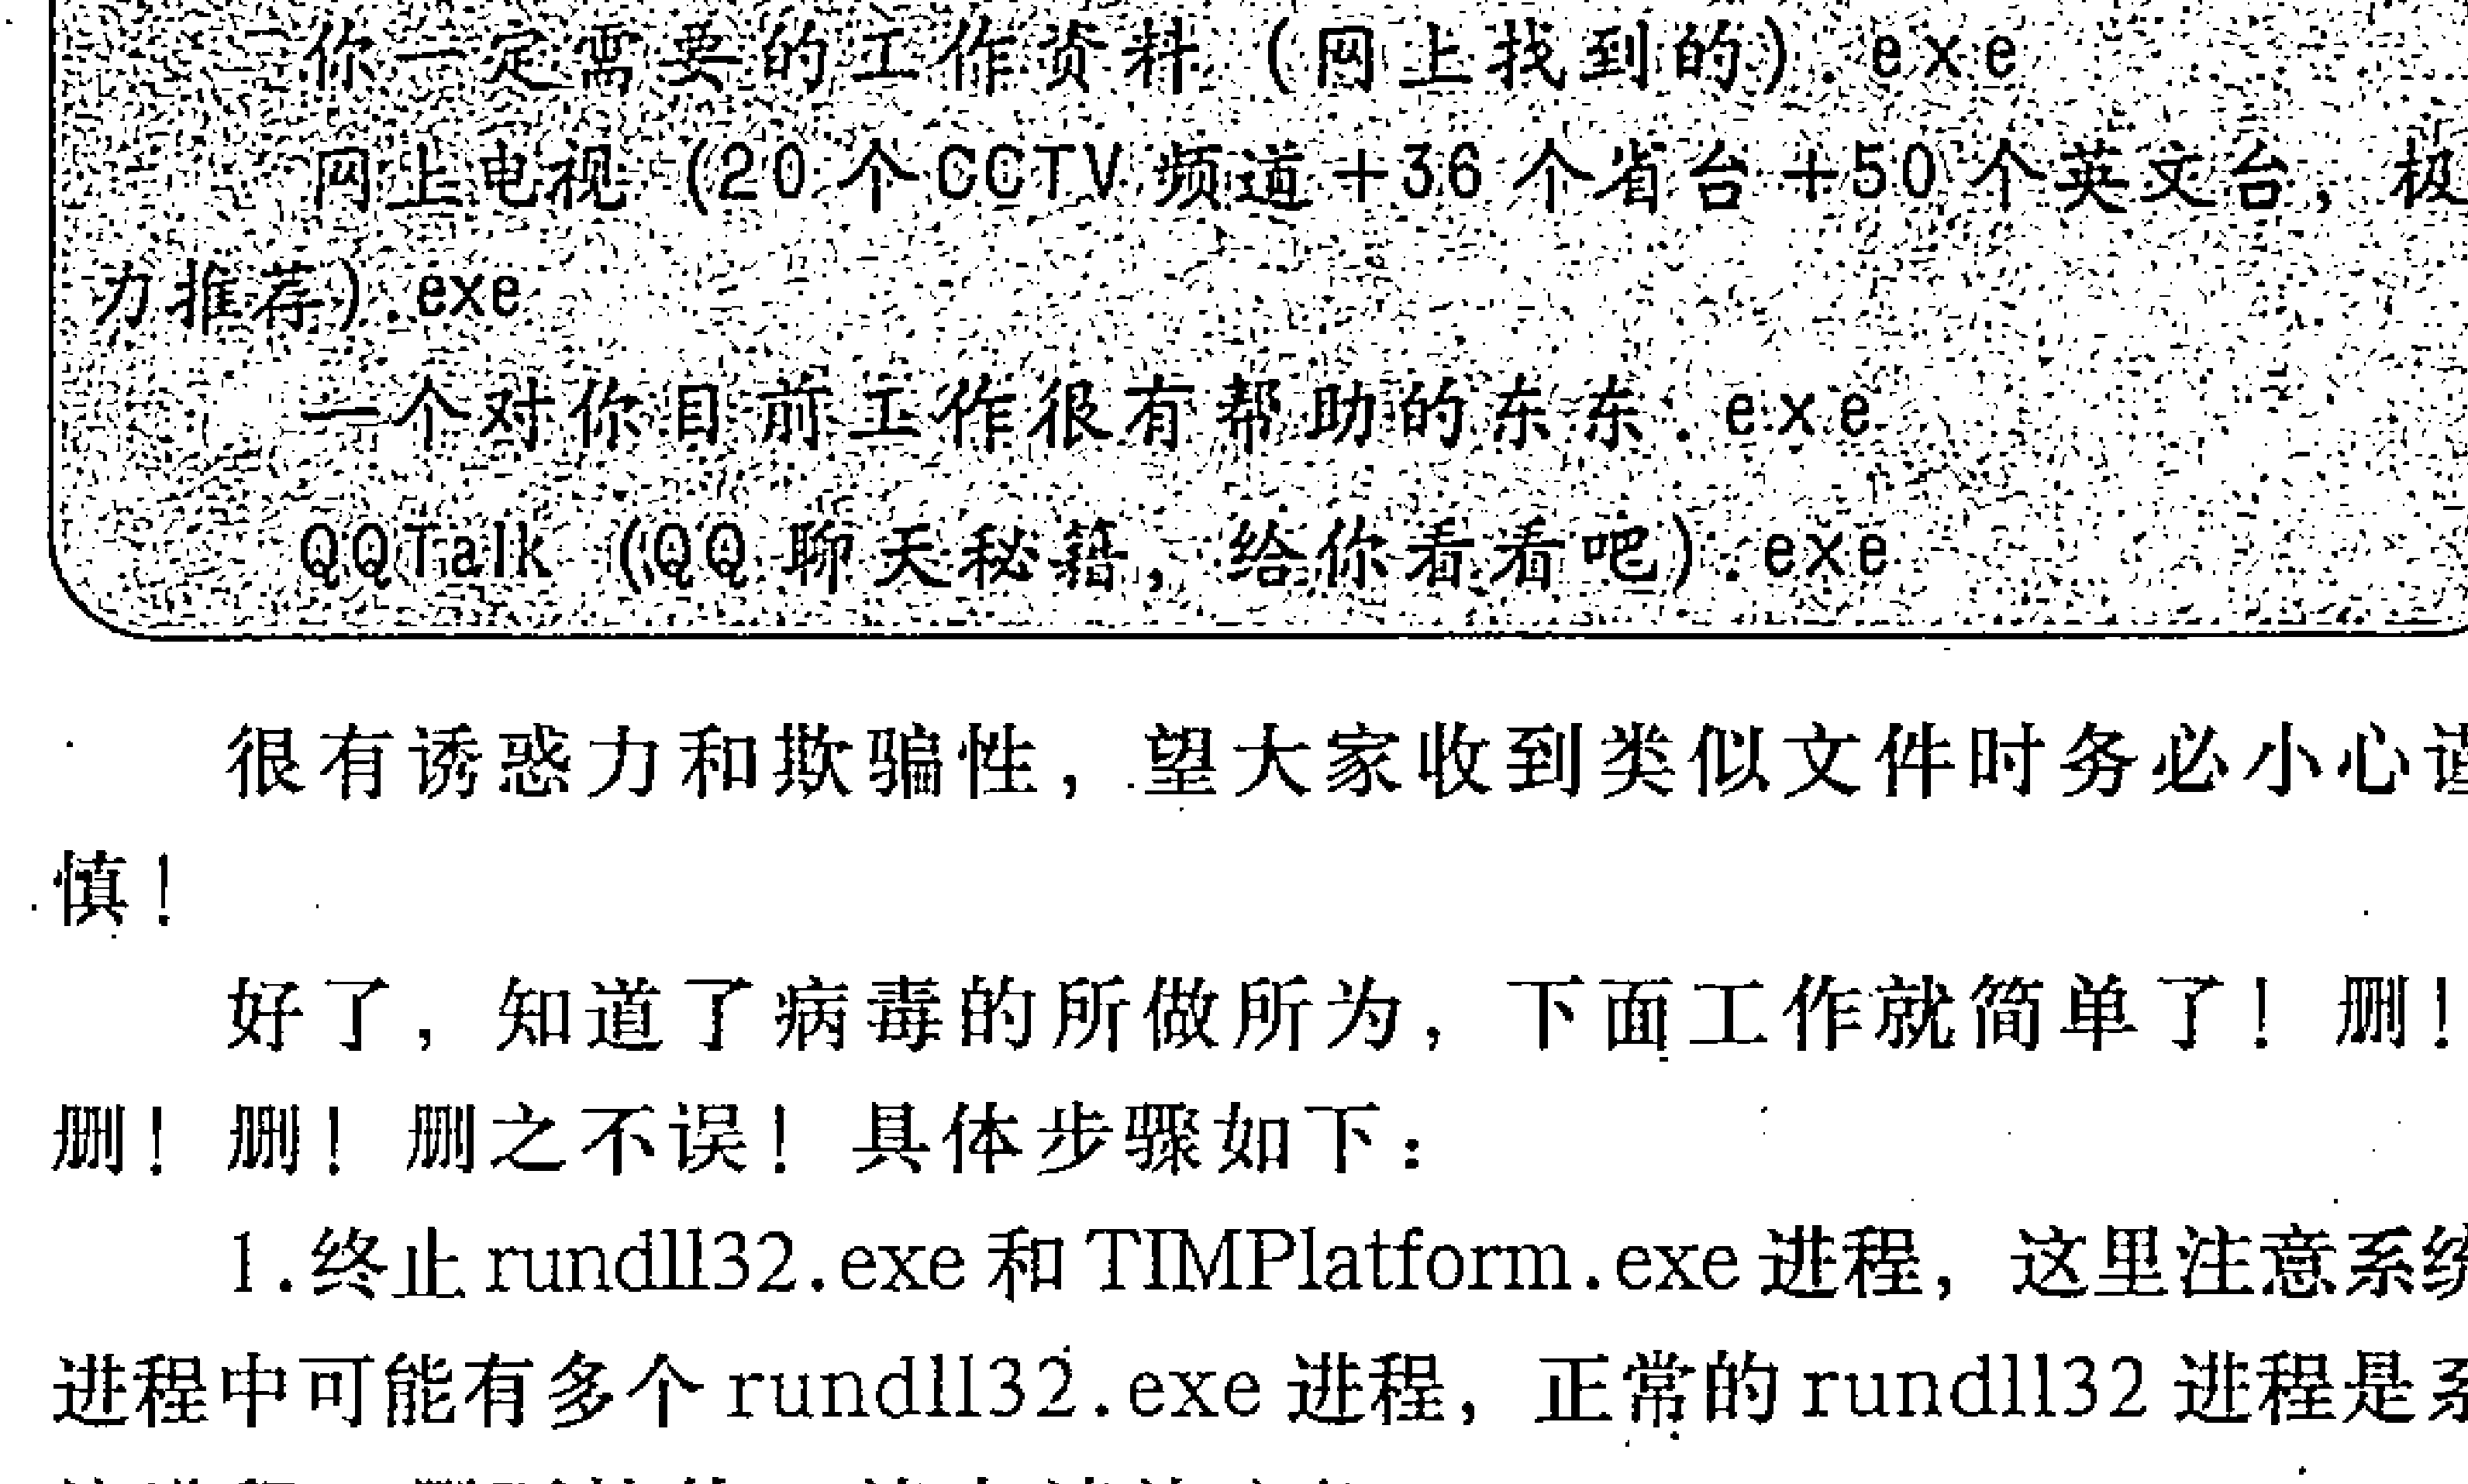 你一定需要的工作资料（网上找到的）.exe
网上电视（20个CCTV频道+36个省台+50个英文台，极
力推荐）.exe
一个对你目前工作很有帮助的东东.exe
QQTalk（QQ聊天秘籍，给你看看吧）.exe
很有诱惑力和欺骗性，望大家收到类似文件时务必小心谨
慎！
好了，知道了病毒的所做所为，下面工作就简单了！删！
删！删！删之不误！具体步骤如下：
1.终止rundll32.exe和TIMPlatform.exe进程，这里注意系统
进程中可能有多个rundll32.exe进程，正常的rundll32进程是系